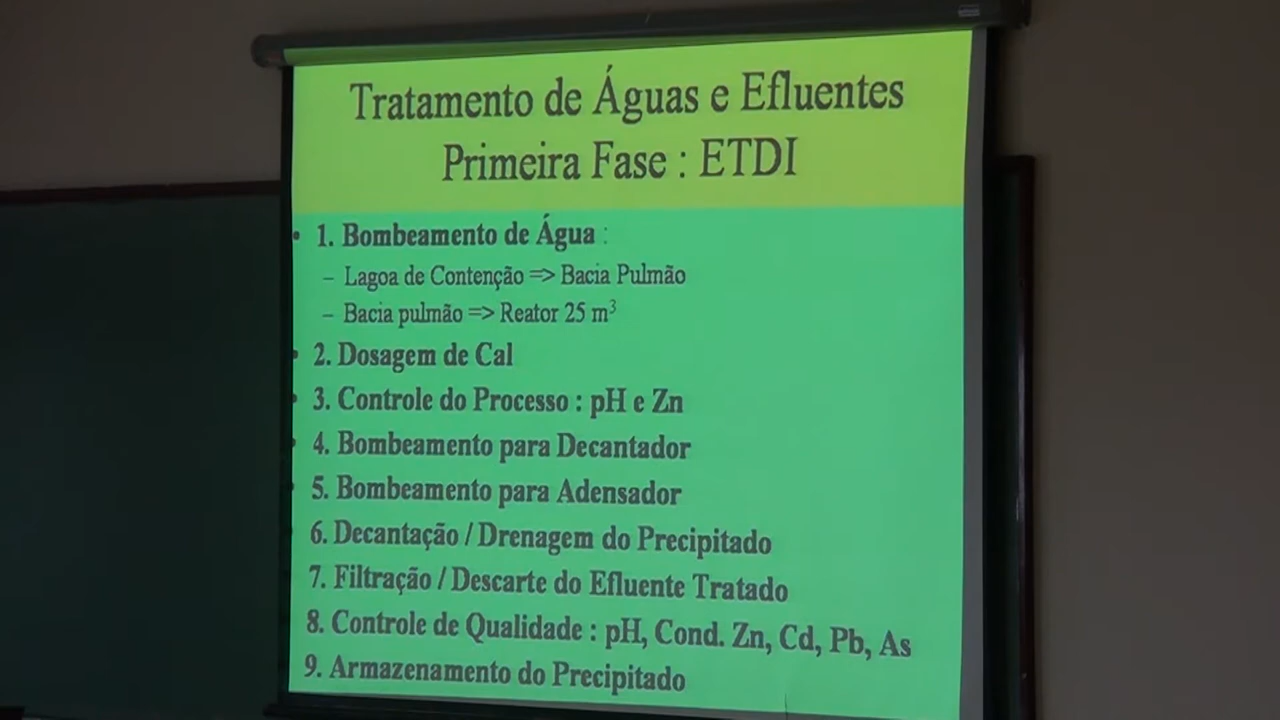 Tratamento de Águas e Efluentes
Primeira Fase : ETDI
• 1. Bombeamento de Água :
– Lagoa de Contenção => Bacia Pulmão
– Bacia pulmão => Reator 25 m³
• 2. Dosagem de Cal
• 3. Controle do Processo : pH e Zn
• 4. Bombeamento para Decantador
• 5. Bombeamento para Adensador
6. Decantação / Drenagem do Precipitado
7. Filtração / Descarte do Efluente Tratado
8. Controle de Qualidade : pH, Cond. Zn, Cd, Pb, As
9. Armazenamento do Precipitado